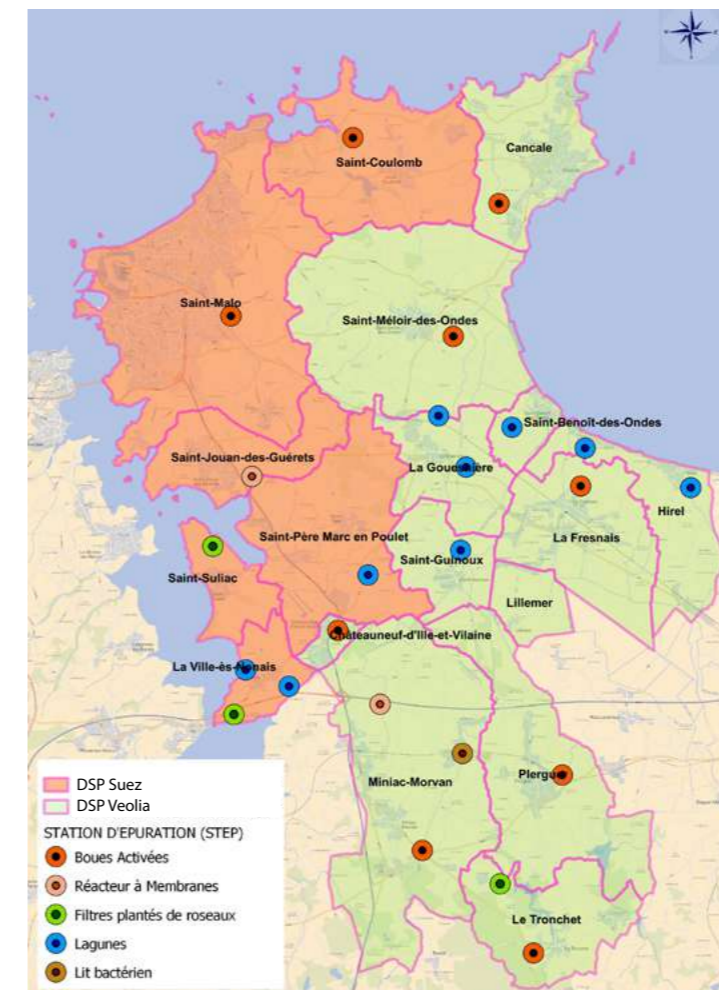 Cancale
Saint-Coulomb
Saint-Malo
Saint-Méloir-des-Ondes
Saint-Benoît-des-Ondes
Saint-Jouan-des-Guérets
La Gouesnière
Hirel
Saint-Père Marc en Poulet
La Fresnais
Saint-Guinoux
Saint-Suliac
Lillemer
Châteauneuf-d'Ille-et-Vilaine
La Ville-ès-Nonais
Plerguer
Miniac-Morvan
Le Tronchet
DSP Suez
DSP Veolia
STATION D'EPURATION (STEP)
Boues Activées
Réacteur à Membranes
Filtres plantés de roseaux
Lagunes
Lit bactérien